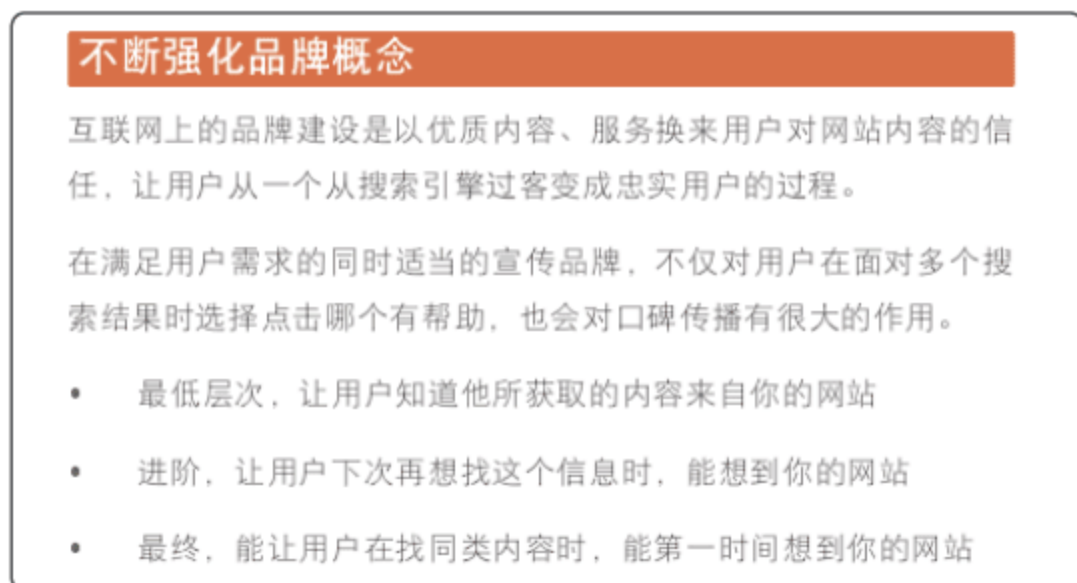 不断强化品牌概念
互联网上的品牌建设是以优质内容、服务换来用户对网站内容的信
任，让用户从一个从搜索引擎过客变成忠实用户的过程。
在满足用户需求的同时适当的宣传品牌，不仅对用户在面对多个搜
索结果时选择点击哪个有帮助，也会对口碑传播有很大的作用。
• 最低层次，让用户知道他所获取的内容来自你的网站
• 进阶，让用户下次再想找这个信息时，能想到你的网站
• 最终，能让用户在找同类内容时，能第一时间想到你的网站